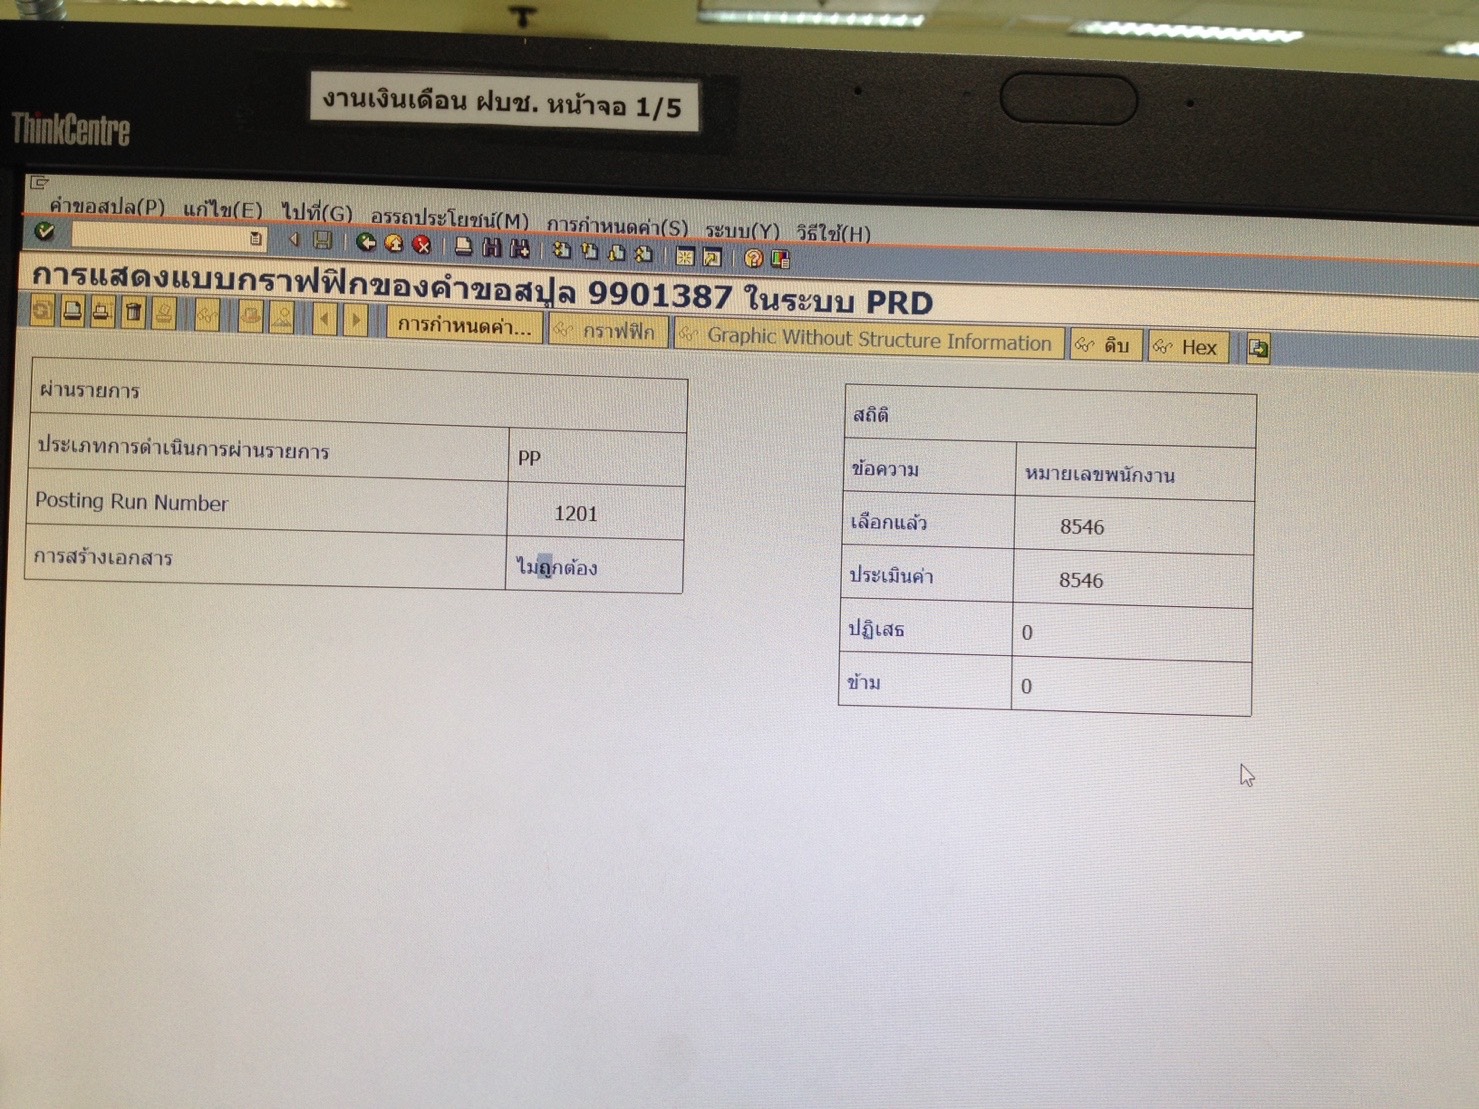 ThinkCentre
งานเงินเดือน ฝบช. หน้าจอ 1/5
คำขอสปูล(P) แก้ไข(E) ไปที่(G) อรรถประโยชน์(M) การกำหนดค่า(S) ระบบ(Y) วิธีใช้(H)
การแสดงแบบกราฟฟิกของคำขอสปูล 9901387 ในระบบ PRD
การกำหนดค่า... กราฟฟิก Graphic Without Structure Information ดิบ Hex
ผ่านรายการ
ประเภทการดำเนินการผ่านรายการ PP
Posting Run Number 1201
การสร้างเอกสาร ไม่ถูกต้อง
สถิติ
ข้อความ หมายเลขพนักงาน
เลือกแล้ว 8546
ประเมินค่า 8546
ปฏิเสธ 0
ข้าม 0